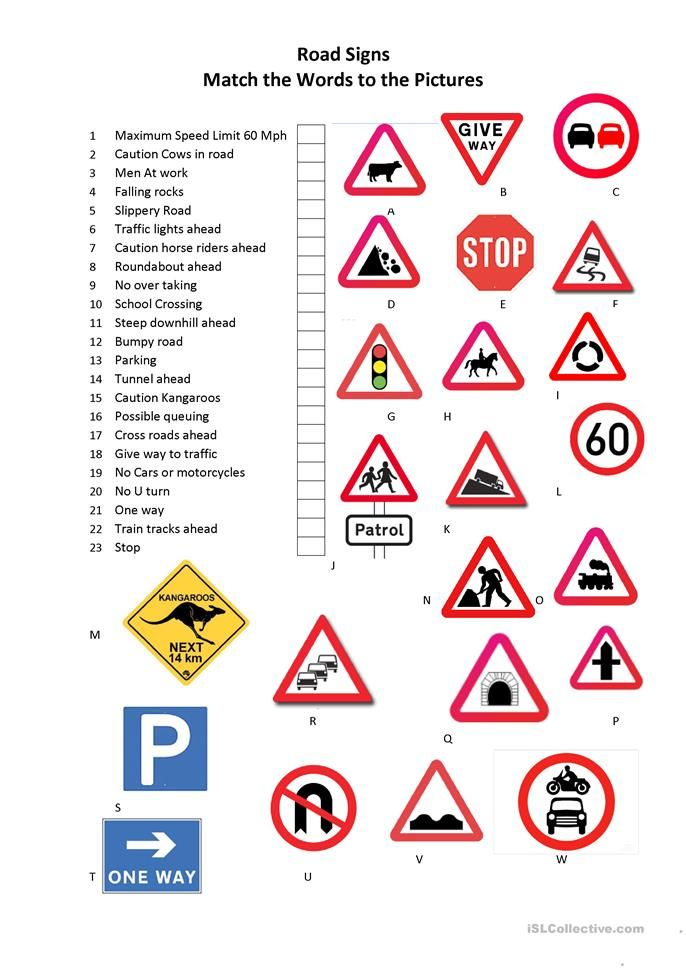 Road Signs
Match the Words to the Pictures
1 Maximum Speed Limit 60 Mph
2 Caution Cows in road
3 Men At work
4 Falling rocks
5 Slippery Road
6 Traffic lights ahead
7 Caution horse riders ahead
8 Roundabout ahead
9 No over taking
10 School Crossing
11 Steep downhill ahead
12 Bumpy road
13 Parking
14 Tunnel ahead
15 Caution Kangaroos
16 Possible queuing
17 Cross roads ahead
18 Give way to traffic
19 No Cars or motorcycles
20 No U turn
21 One way
22 Train tracks ahead
23 Stop
GIVE
WAY
A
B
C
STOP
D
E
F
G
H
I
60
Patrol
J
K
L
KANGAROOS
NEXT
14 km
M
N
O
R
Q
P
P
S
ONE WAY
T
U
V
W
iSLCollective.com